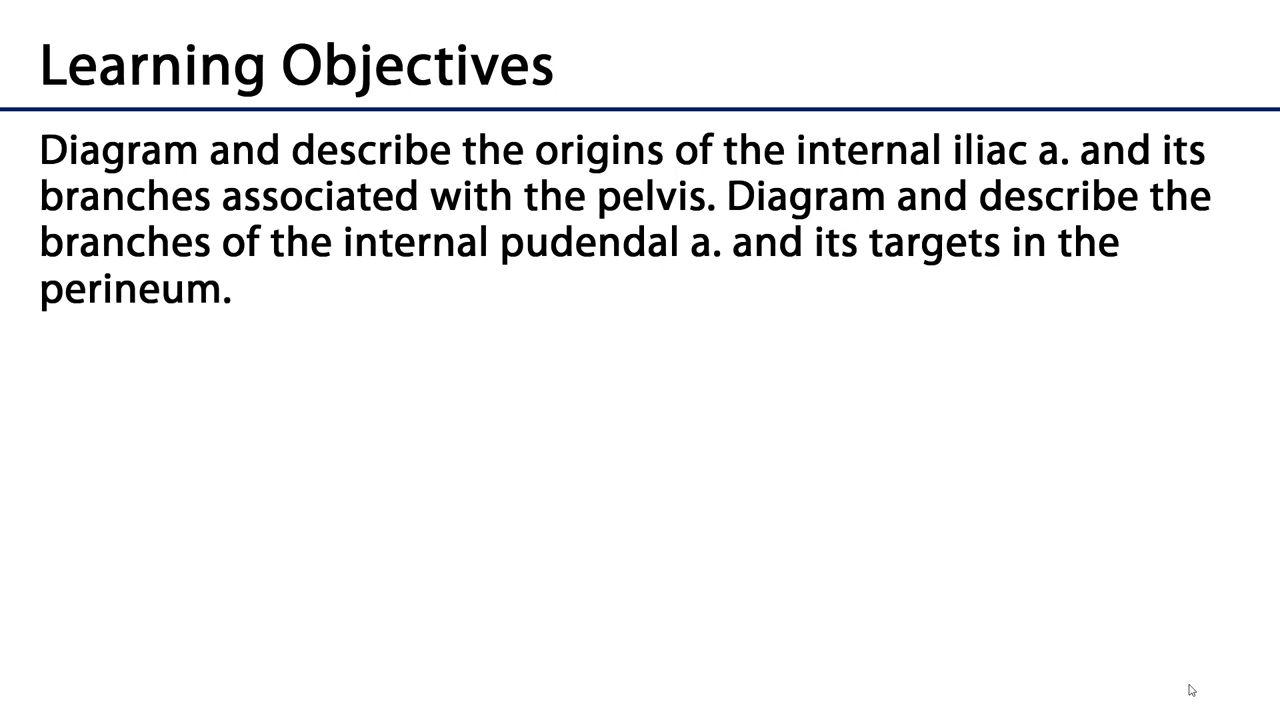 Learning Objectives
Diagram and describe the origins of the internal iliac a. and its
branches associated with the pelvis. Diagram and describe the
branches of the internal pudendal a. and its targets in the
perineum.